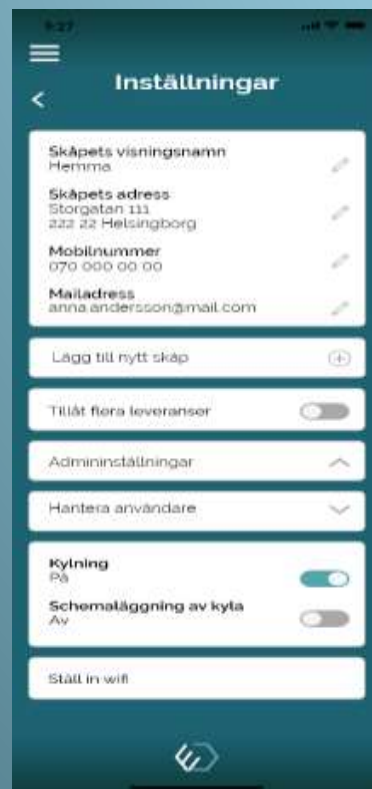 9:27
Inställningar
Skåpets visningsnamn
Hemma
Skåpets adress
Storgatan 111
222 22 Helsingborg
Mobilnummer
070 000 00 00
Mailadress
anna.andersson@mail.com
Lägg till nytt skåp
Tillåt flera leveranser
Admininställningar
Hantera användare
Kylning
På
Schemaläggning av kyla
Av
Ställ in wifi